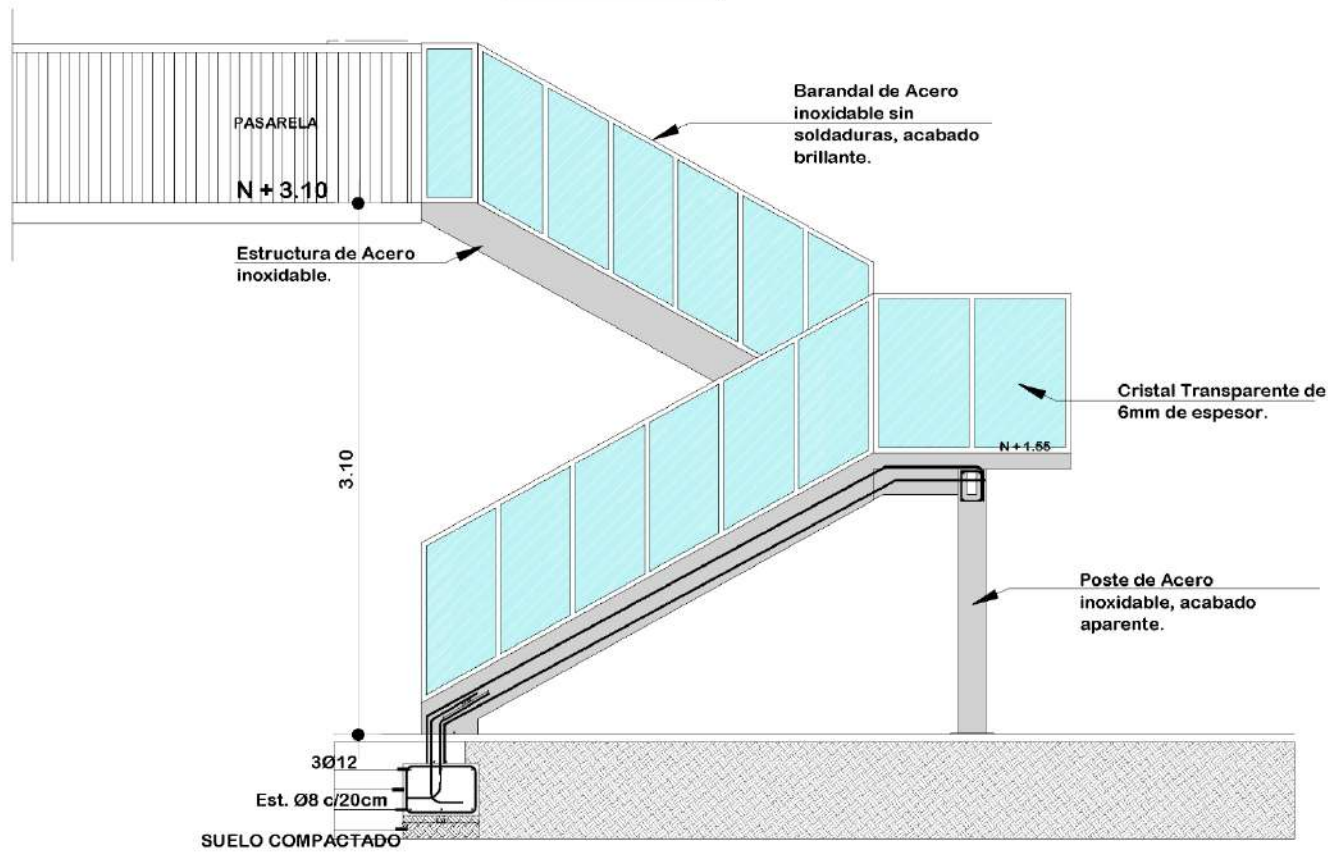 Barandal de Acero
inoxidable sin
soldaduras, acabado
brillante.
PASARELA
N + 3.10
Estructura de Acero
inoxidable.
Cristal Transparente de
6mm de espesor.
N + 1.55
3.10
Poste de Acero
inoxidable, acabado
aparente.
3Ø12
Est. Ø8 c/20cm
SUELO COMPACTADO